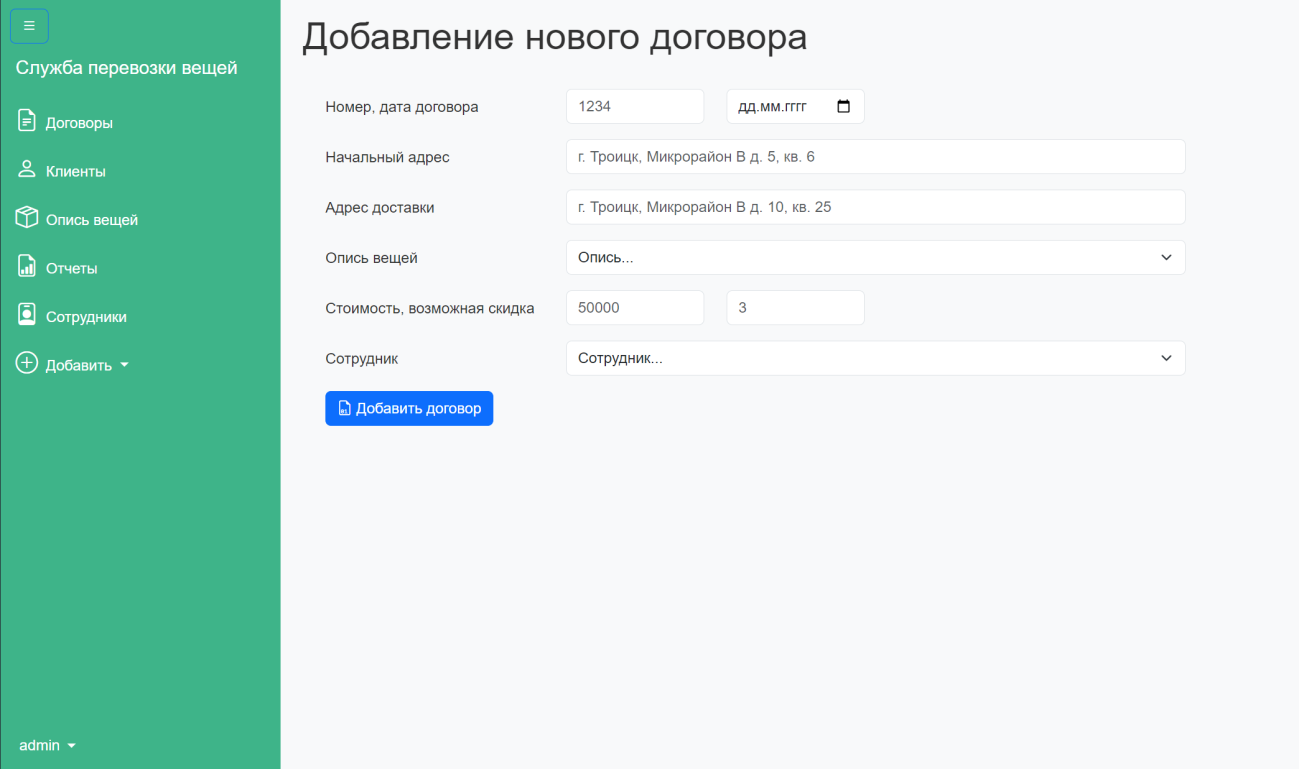 Служба перевозки вещей
Договоры
Клиенты
Опись вещей
Отчеты
Сотрудники
Добавить
admin
Добавление нового договора
Номер, дата договора 1234 дд.мм.гггг
Начальный адрес г. Троицк, Микрорайон В д. 5, кв. 6
Адрес доставки г. Троицк, Микрорайон В д. 10, кв. 25
Опись вещей Опись...
Стоимость, возможная скидка 50000 3
Сотрудник Сотрудник...
Добавить договор